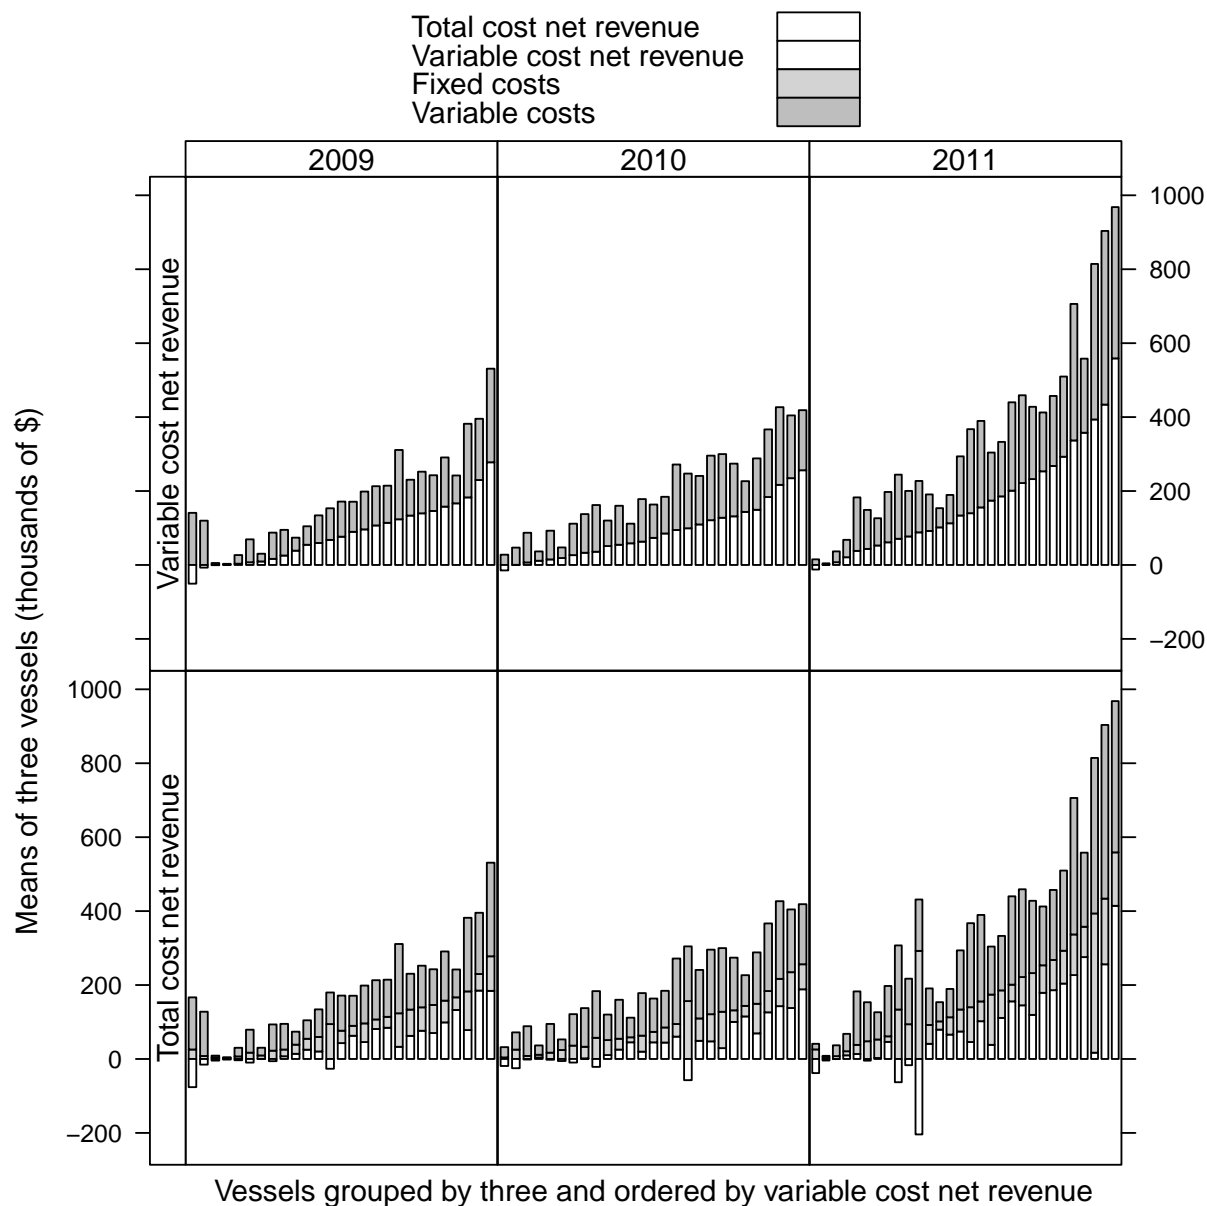 Total cost net revenue
Variable cost net revenue
Fixed costs
Variable costs
2009
2010
2011
Means of three vessels (thousands of $)
Variable cost net revenue
1000
800
600
400
200
0
−200
Total cost net revenue
1000
800
600
400
200
0
−200
Vessels grouped by three and ordered by variable cost net revenue